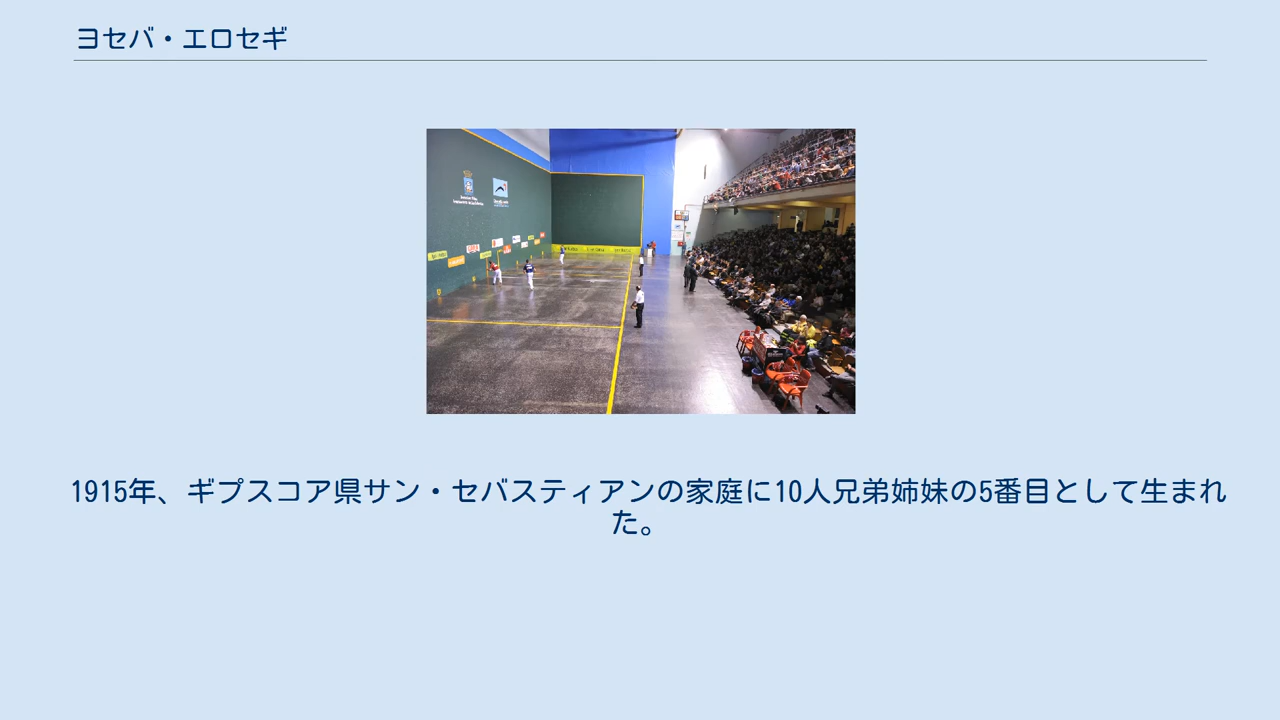 ヨセバ・エロセギ
1915年、ギプスコア県サン・セバスティアンの家庭に10人兄弟姉妹の5番目として生まれ
た。